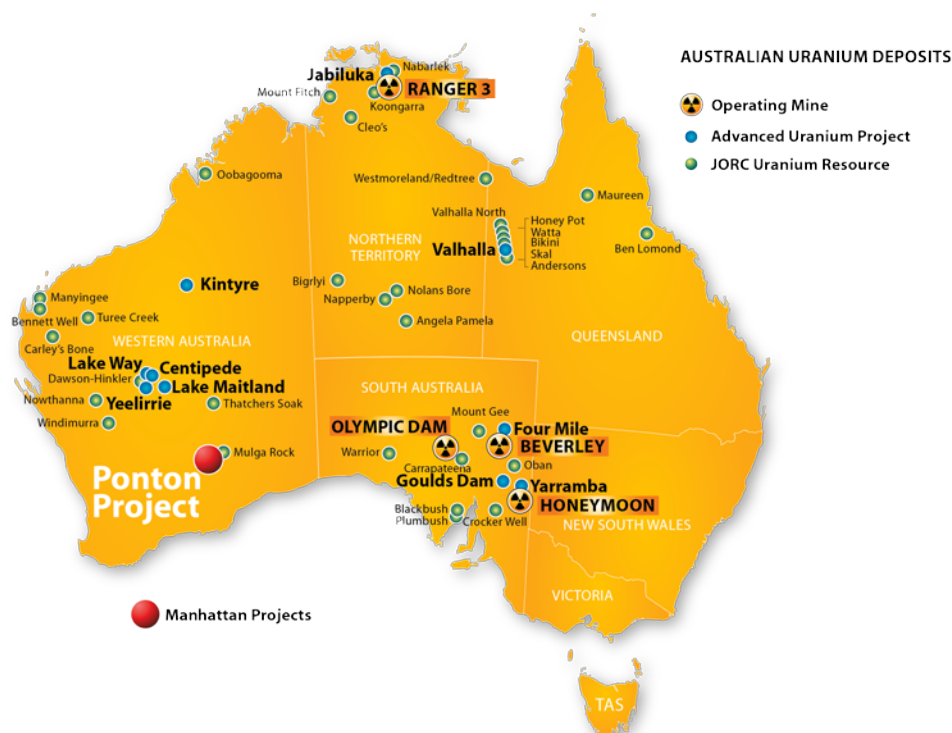 AUSTRALIAN URANIUM DEPOSITS
Operating Mine
Advanced Uranium Project
JORC Uranium Resource
Nabarlek
Jabiluka
RANGER 3
Mount Fitch
Koongarra
Cleo's
Oobagooma
Westmoreland/Redtree
Maureen
Valhalla North
Honey Pot
Watta
Bikini
Skal
Andersons
Valhalla
Ben Lomond
NORTHERN
TERRITORY
Kintyre
Bigrlyi
Nolans Bore
Napperby
Angela Pamela
Manyingee
Bennett Well
Turee Creek
Carley's Bone
WESTERN AUSTRALIA
QUEENSLAND
Lake Way
Centipede
Dawson-Hinkler
Lake Maitland
Nowthanna
Yeelirrie
Thatchers Soak
Windimurra
SOUTH AUSTRALIA
Mount Gee
OLYMPIC DAM
Four Mile
BEVERLEY
Mulga Rock
Warrior
Carrapateena
Oban
Ponton
Project
Goulds Dam
Yarramba
HONEYMOON
Blackbush
Plumbush
Crocker Well
NEW SOUTH WALES
VICTORIA
Manhattan Projects
TAS